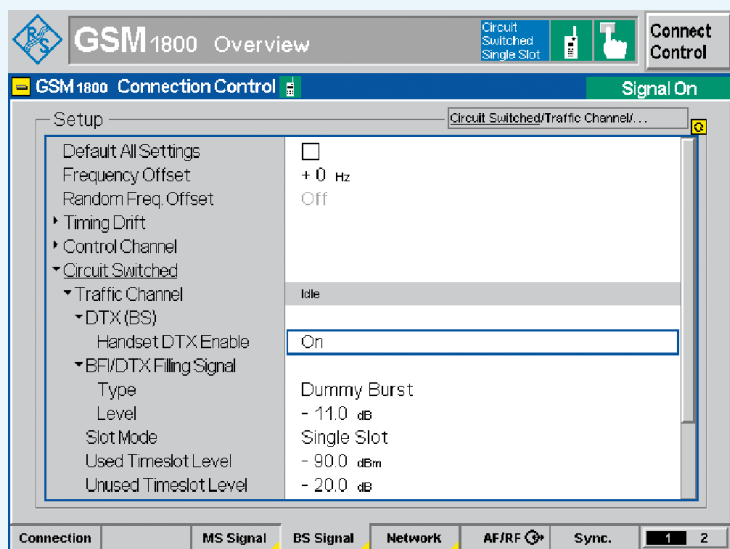 R S
GSM 1800 Overview
Circuit Switched Single Slot
Connect Control
GSM 1800 Connection Control
Signal On
Setup
Circuit Switched/Traffic Channel/...
Default All Settings
Frequency Offset + 0 Hz
Random Freq. Offset Off
Timing Drift
Control Channel
Circuit Switched
Traffic Channel Idle
DTX (BS)
Handset DTX Enable On
BFI/DTX Filling Signal
Type Dummy Burst
Level - 11.0 dB
Slot Mode Single Slot
Used Timeslot Level - 90.0 dBm
Unused Timeslot Level - 20.0 dB
Connection MS Signal BS Signal Network AF/RF Sync. 1 2